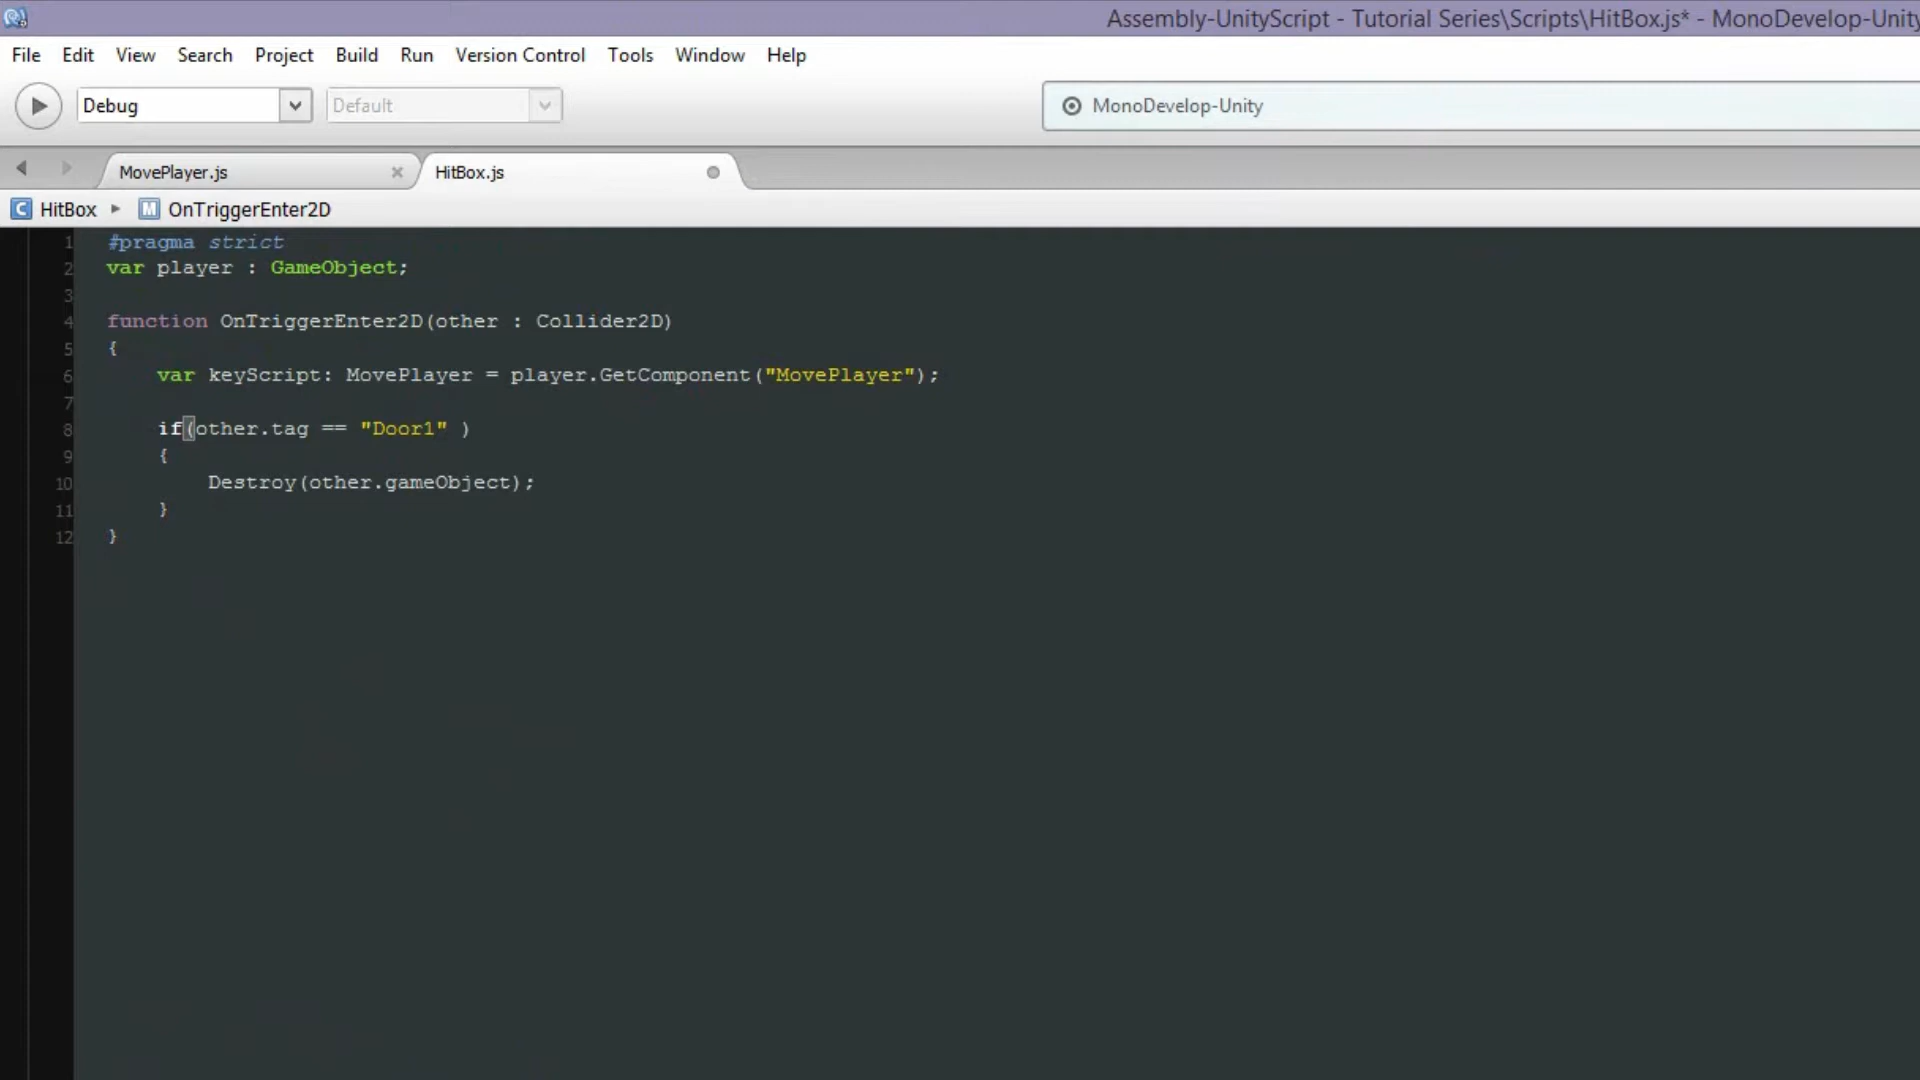 Assembly-UnityScript - Tutorial Series\Scripts\HitBox.js* - MonoDevelop-Unity
File Edit View Search Project Build Run Version Control Tools Window Help
Debug Default MonoDevelop-Unity
MovePlayer.js HitBox.js
C HitBox M OnTriggerEnter2D
1 #pragma strict
2 var player : GameObject;
3
4 function OnTriggerEnter2D(other : Collider2D)
5 {
6 var keyScript: MovePlayer = player.GetComponent("MovePlayer");
7
8 if(other.tag == "Door1" )
9 {
10 Destroy(other.gameObject);
11 }
12 }